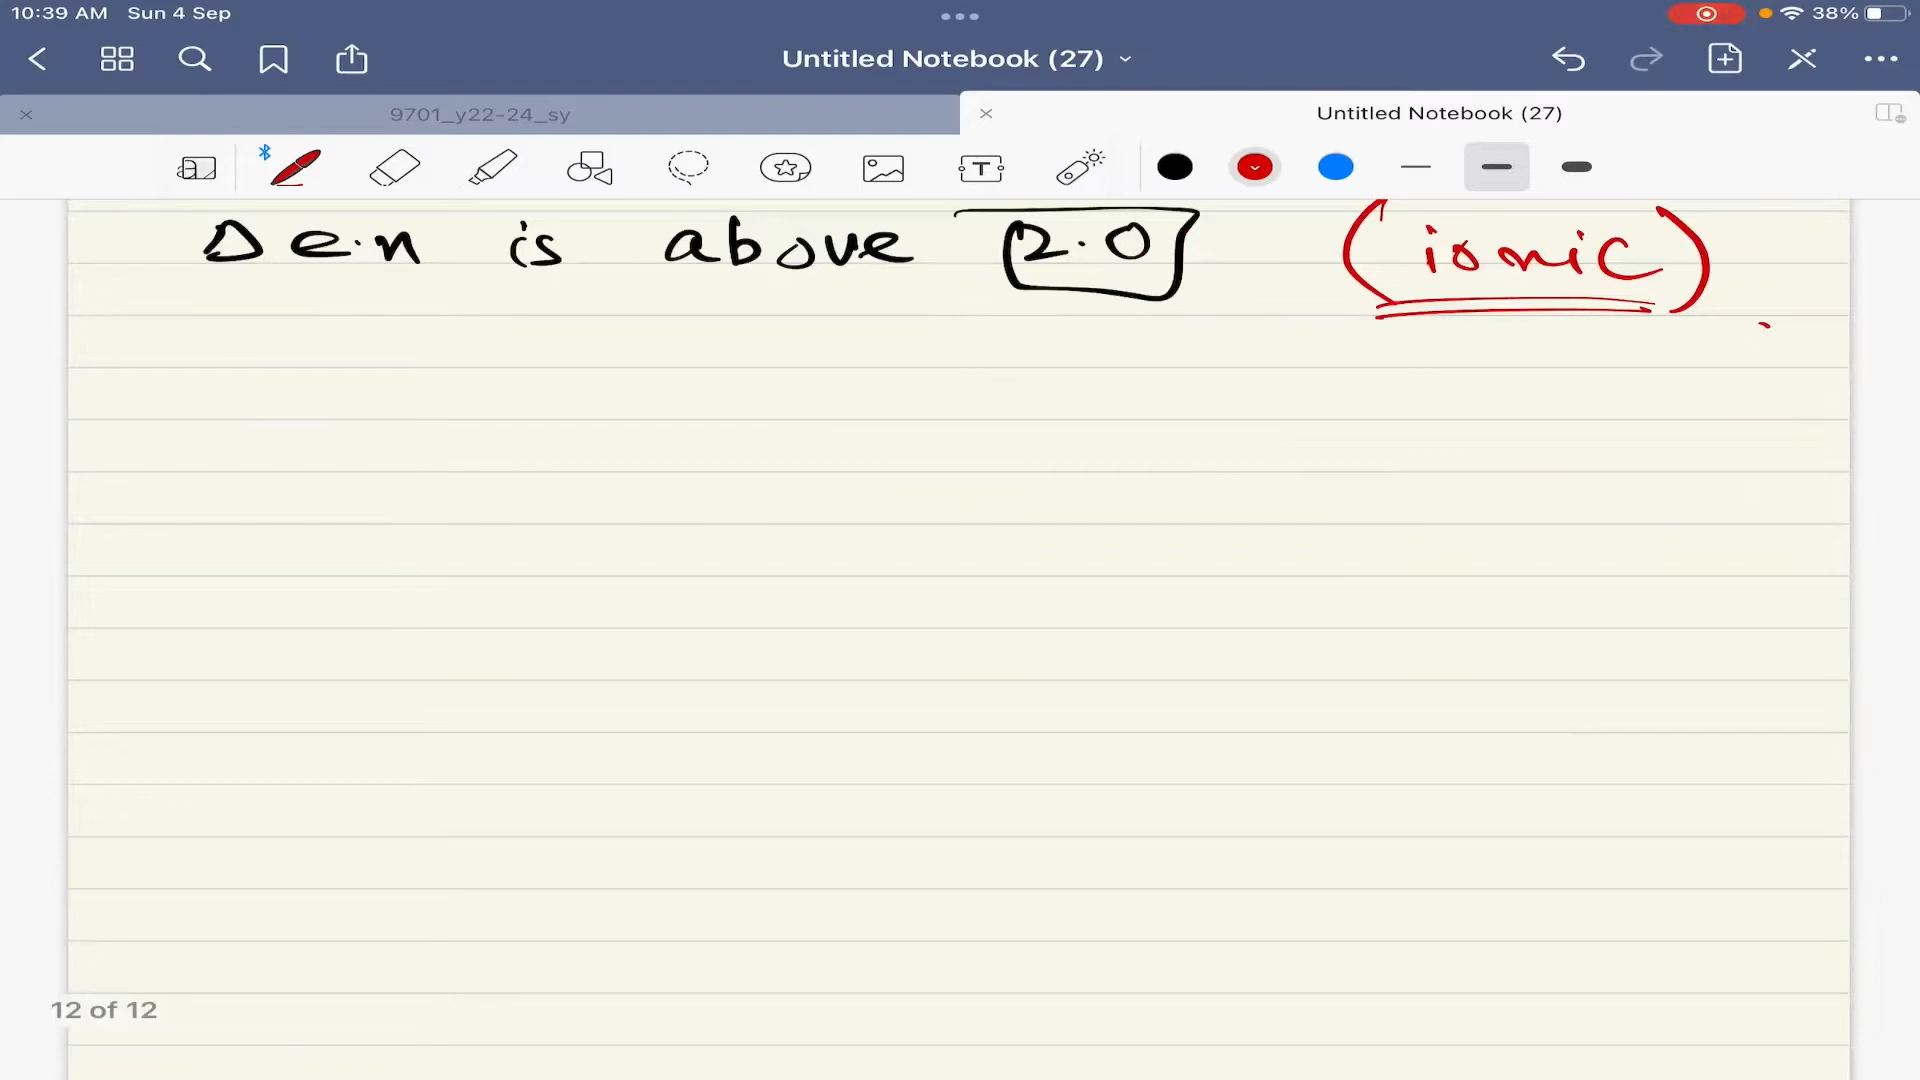 10:39 AM Sun 4 Sep
38%
Untitled Notebook (27)
9701_y22-24_sy
Untitled Notebook (27)
Δ e.n is above 2.0 (ionic)
12 of 12